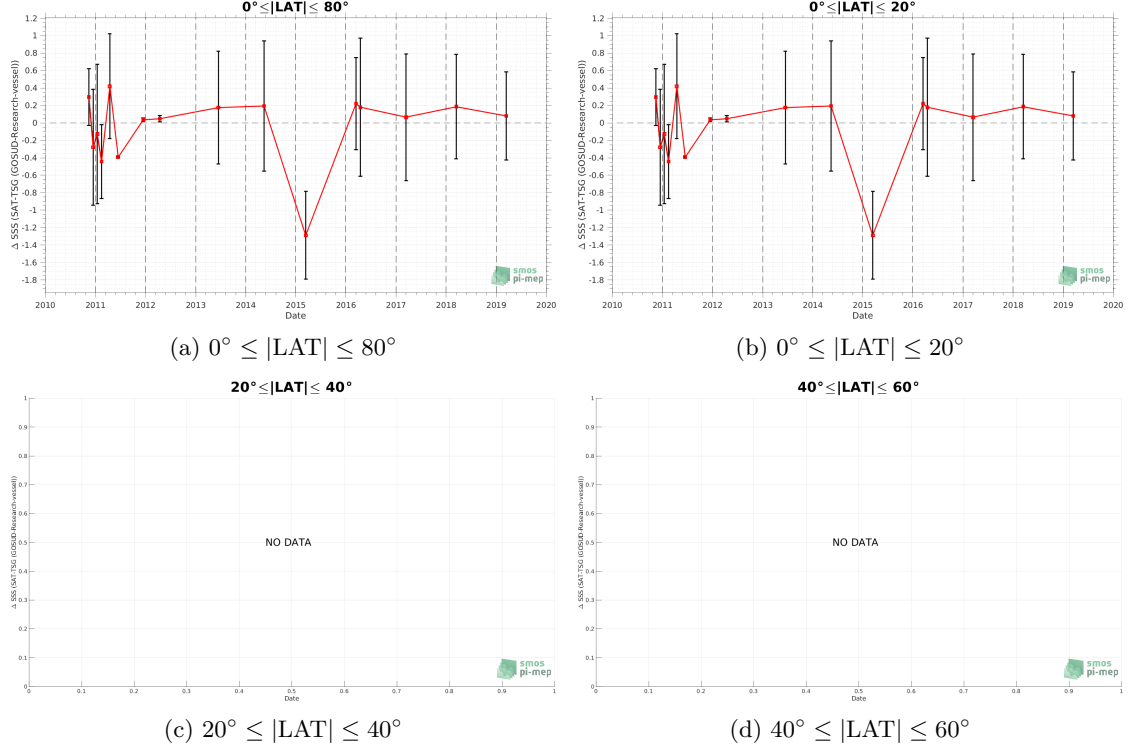 0°≤|LAT|≤ 80°
Δ SSS (SAT-TSG (GOSUD-Research-vessel))
1.2
1
0.8
0.6
0.4
0.2
0
-0.2
-0.4
-0.6
-0.8
-1
-1.2
-1.4
-1.6
-1.8
2010 2011 2012 2013 2014 2015 2016 2017 2018 2019 2020
Date
smos
pi-mep
(a) 0° ≤ |LAT| ≤ 80°
0°≤|LAT|≤ 20°
Δ SSS (SAT-TSG (GOSUD-Research-vessel))
1.2
1
0.8
0.6
0.4
0.2
0
-0.2
-0.4
-0.6
-0.8
-1
-1.2
-1.4
-1.6
-1.8
2010 2011 2012 2013 2014 2015 2016 2017 2018 2019 2020
Date
smos
pi-mep
(b) 0° ≤ |LAT| ≤ 20°
20°≤|LAT|≤ 40°
Δ SSS (SAT-TSG (GOSUD-Research-vessel))
1
0.9
0.8
0.7
0.6
0.5
0.4
0.3
0.2
0.1
0
NO DATA
0 0.1 0.2 0.3 0.4 0.5 0.6 0.7 0.8 0.9 1
Date
smos
pi-mep
(c) 20° ≤ |LAT| ≤ 40°
40°≤|LAT|≤ 60°
Δ SSS (SAT-TSG (GOSUD-Research-vessel))
1
0.9
0.8
0.7
0.6
0.5
0.4
0.3
0.2
0.1
0
NO DATA
0 0.1 0.2 0.3 0.4 0.5 0.6 0.7 0.8 0.9 1
Date
smos
pi-mep
(d) 40° ≤ |LAT| ≤ 60°